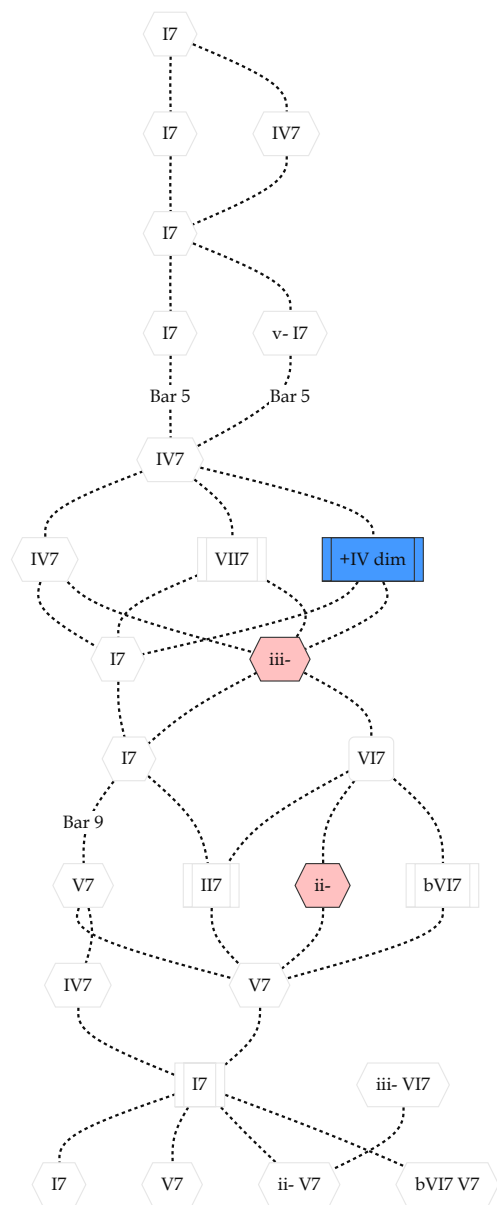 I7
I7 IV7
I7
I7 v- I7
Bar 5 Bar 5
IV7
IV7 VII7 +IV dim
I7 iii-
I7 VI7
Bar 9
V7 II7 ii- bVI7
IV7 V7
I7 iii- VI7
I7 V7 ii- V7 bVI7 V7